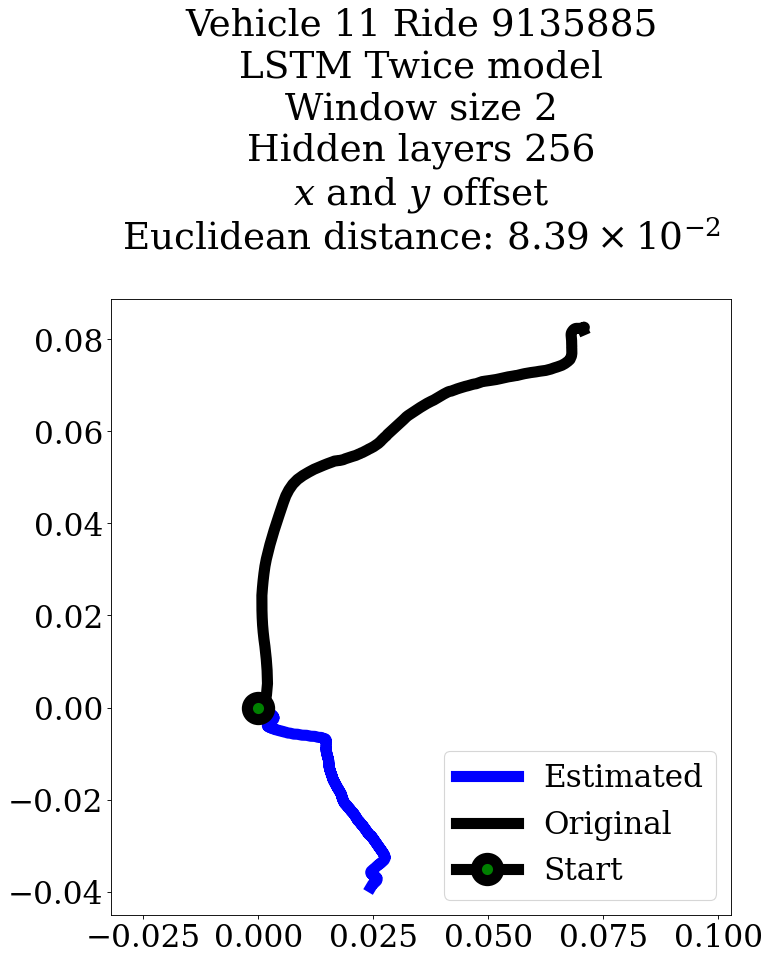 Vehicle 11 Ride 9135885
LSTM Twice model
Window size 2
Hidden layers 256
x and y offset
Euclidean distance: 8.39 × 10⁻²
0.08
0.06
0.04
0.02
0.00
−0.02
−0.04
Estimated
Original
Start
−0.025 0.000 0.025 0.050 0.075 0.100